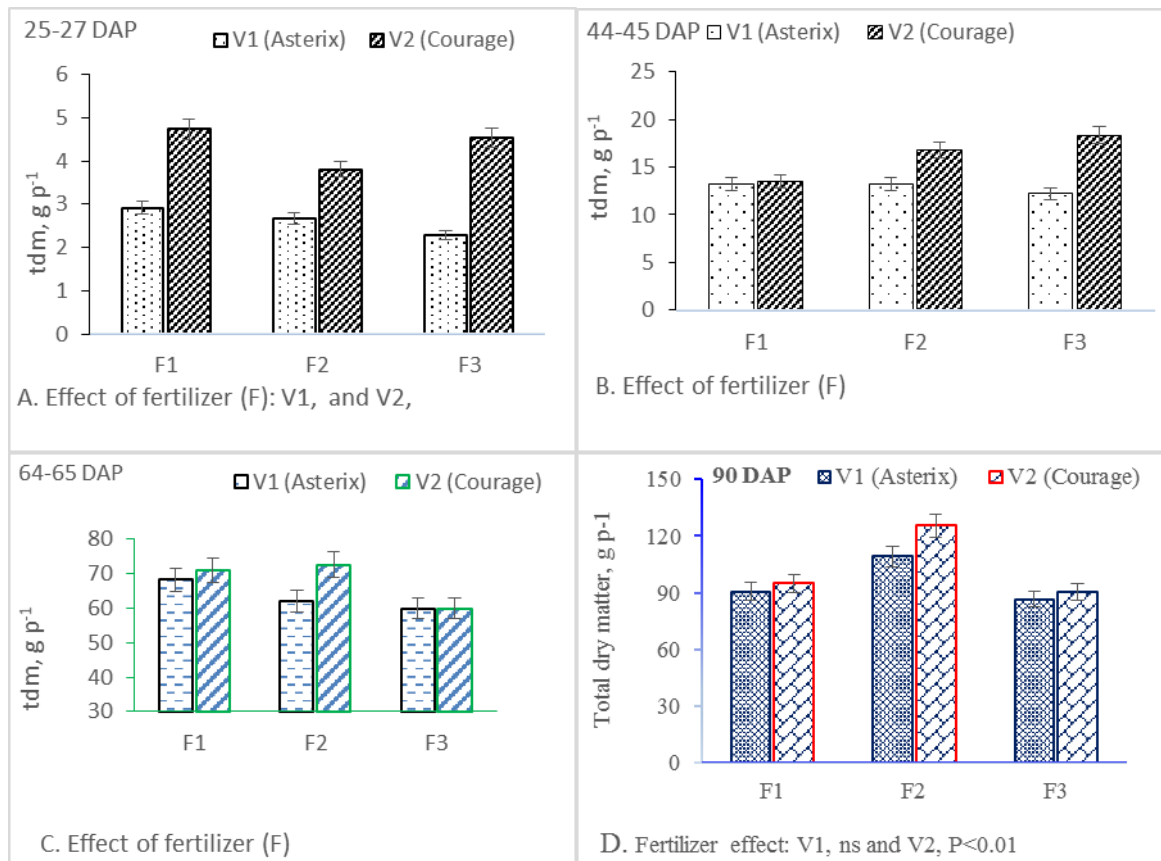 25-27 DAP
V1 (Asterix) V2 (Courage)
6
5
4
3
2
1
0
tdm, g p-1
F1 F2 F3
A. Effect of fertilizer (F): V1, and V2,
44-45 DAP V1 (Asterix) V2 (Courage)
25
20
15
10
5
0
tdm, g p-1
F1 F2 F3
B. Effect of fertilizer (F)
64-65 DAP
V1 (Asterix) V2 (Courage)
80
70
60
50
40
30
tdm, g p-1
F1 F2 F3
C. Effect of fertilizer (F)
90 DAP V1 (Asterix) V2 (Courage)
150
120
90
60
30
0
Total dry matter, g p-1
F1 F2 F3
D. Fertilizer effect: V1, ns and V2, P<0.01